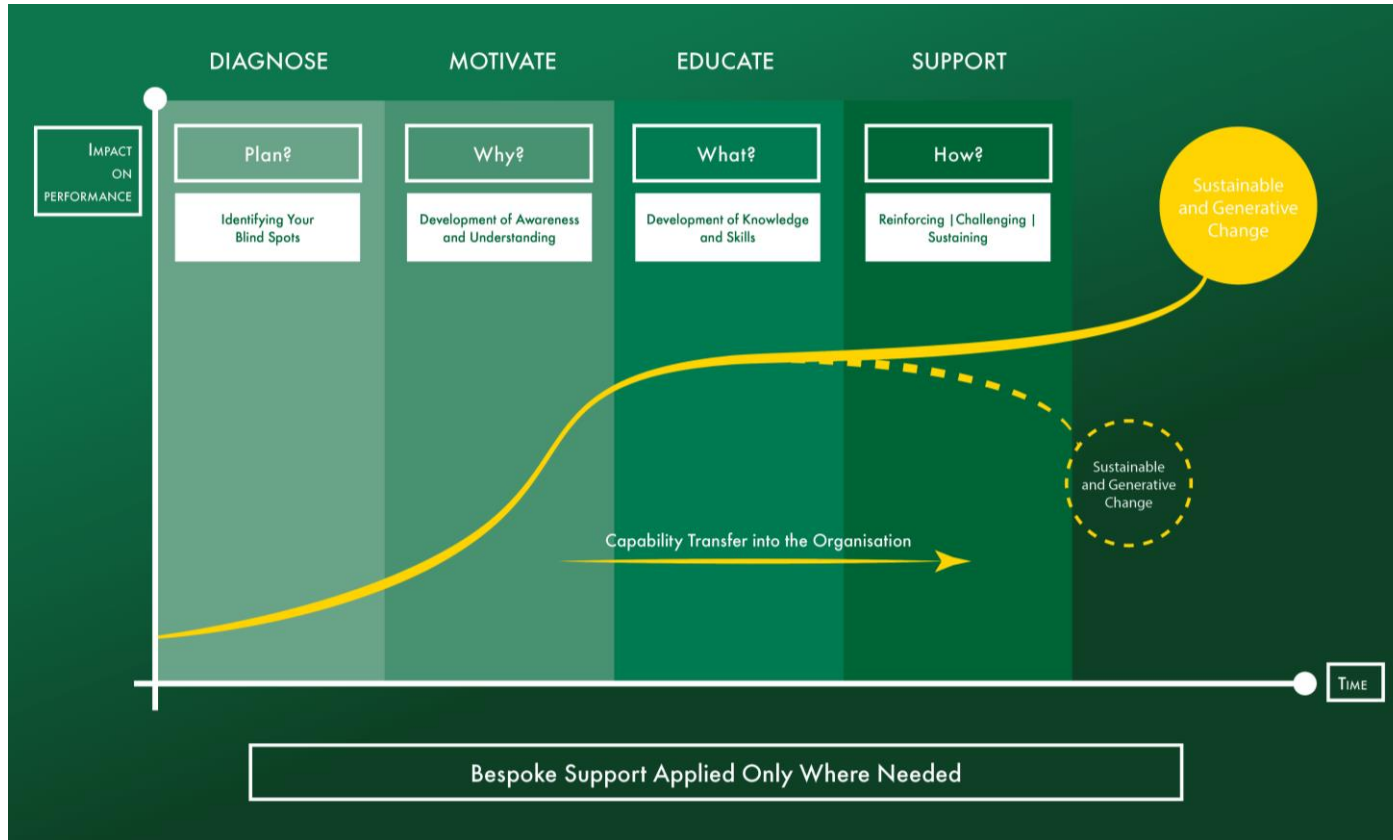 DIAGNOSE
MOTIVATE
EDUCATE
SUPPORT
IMPACT
ON
PERFORMANCE
Plan?
Why?
What?
How?
Identifying Your
Blind Spots
Development of Awareness
and Understanding
Development of Knowledge
and Skills
Reinforcing |Challenging |
Sustaining
Sustainable
and Generative
Change
Sustainable
and Generative
Change
Capability Transfer into the Organisation
TIME
Bespoke Support Applied Only Where Needed